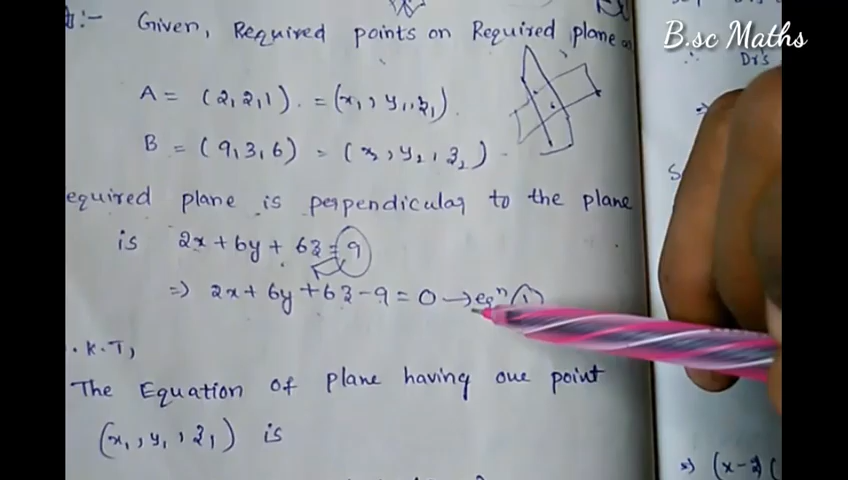 :- Given, Required points on Required plane
B.sc Maths
Dr's
A = (2,2,1). = (x₁, y₁, z₁).
B = (9,3,6) = (x₂, y₂, z₂).
equired plane is perpendicular to the plane
is 2x + 6y + 6z = 9
=> 2x + 6y + 6z - 9 = 0 → eqⁿ (1)
.K.T,
The Equation of plane having one point
(x₁, y₁, z₁) is
=> (x-2)(